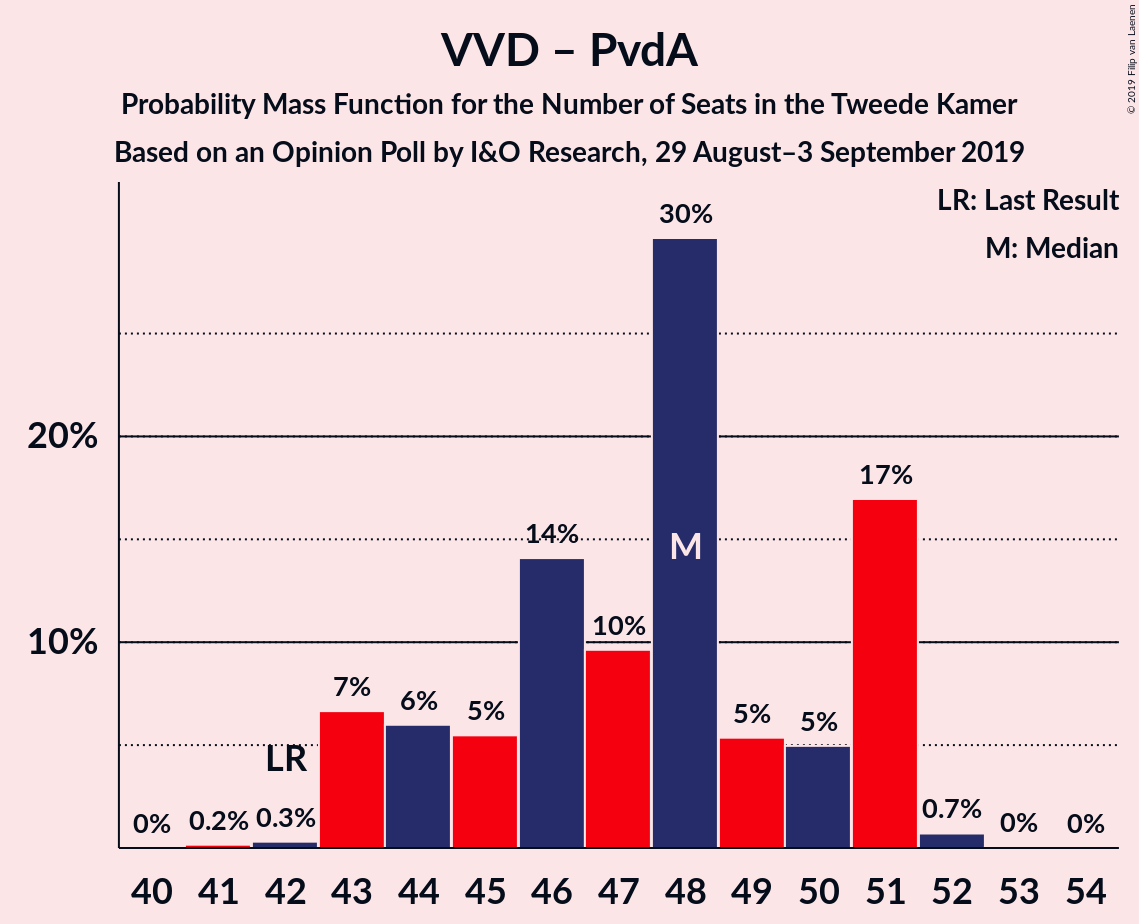 VVD – PvdA
Probability Mass Function for the Number of Seats in the Tweede Kamer
Based on an Opinion Poll by I&O Research, 29 August–3 September 2019
© 2019 Filip van Laenen
LR: Last Result
M: Median
30%
20%
17%
14%
M
10%
10%
7%
6%
5%
5%
5%
LR
0%
0.2%
0.3%
0.7%
0%
0%
40 41 42 43 44 45 46 47 48 49 50 51 52 53 54